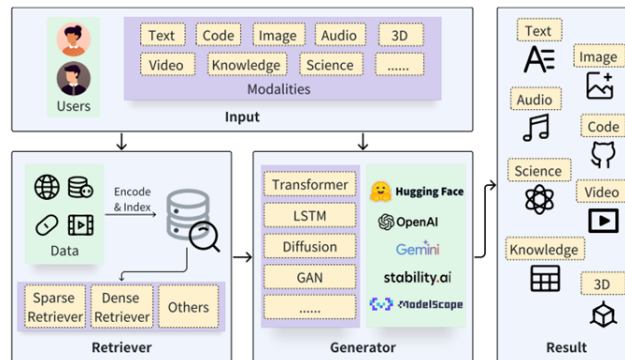 Users
Text
Code
Image
Audio
3D
Video
Knowledge
Science
......
Modalities
Input
Data
Encode
& Index
Sparse
Retriever
Dense
Retriever
Others
Retriever
Transformer
LSTM
Diffusion
GAN
......
Hugging Face
OpenAI
Gemini
stability.ai
ModelScope
Generator
Text
Image
Audio
Code
Science
Video
Knowledge
3D
Result